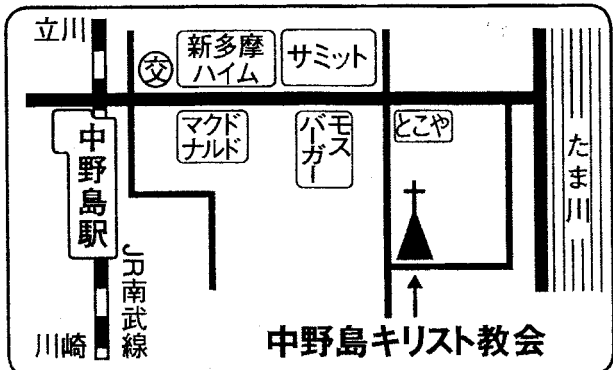 立川
交
新多摩
ハイム
サミット
マクド
ナルド
モス
バーガー
とこや
たま川
中野島駅
JR南武線
川崎
中野島キリスト教会